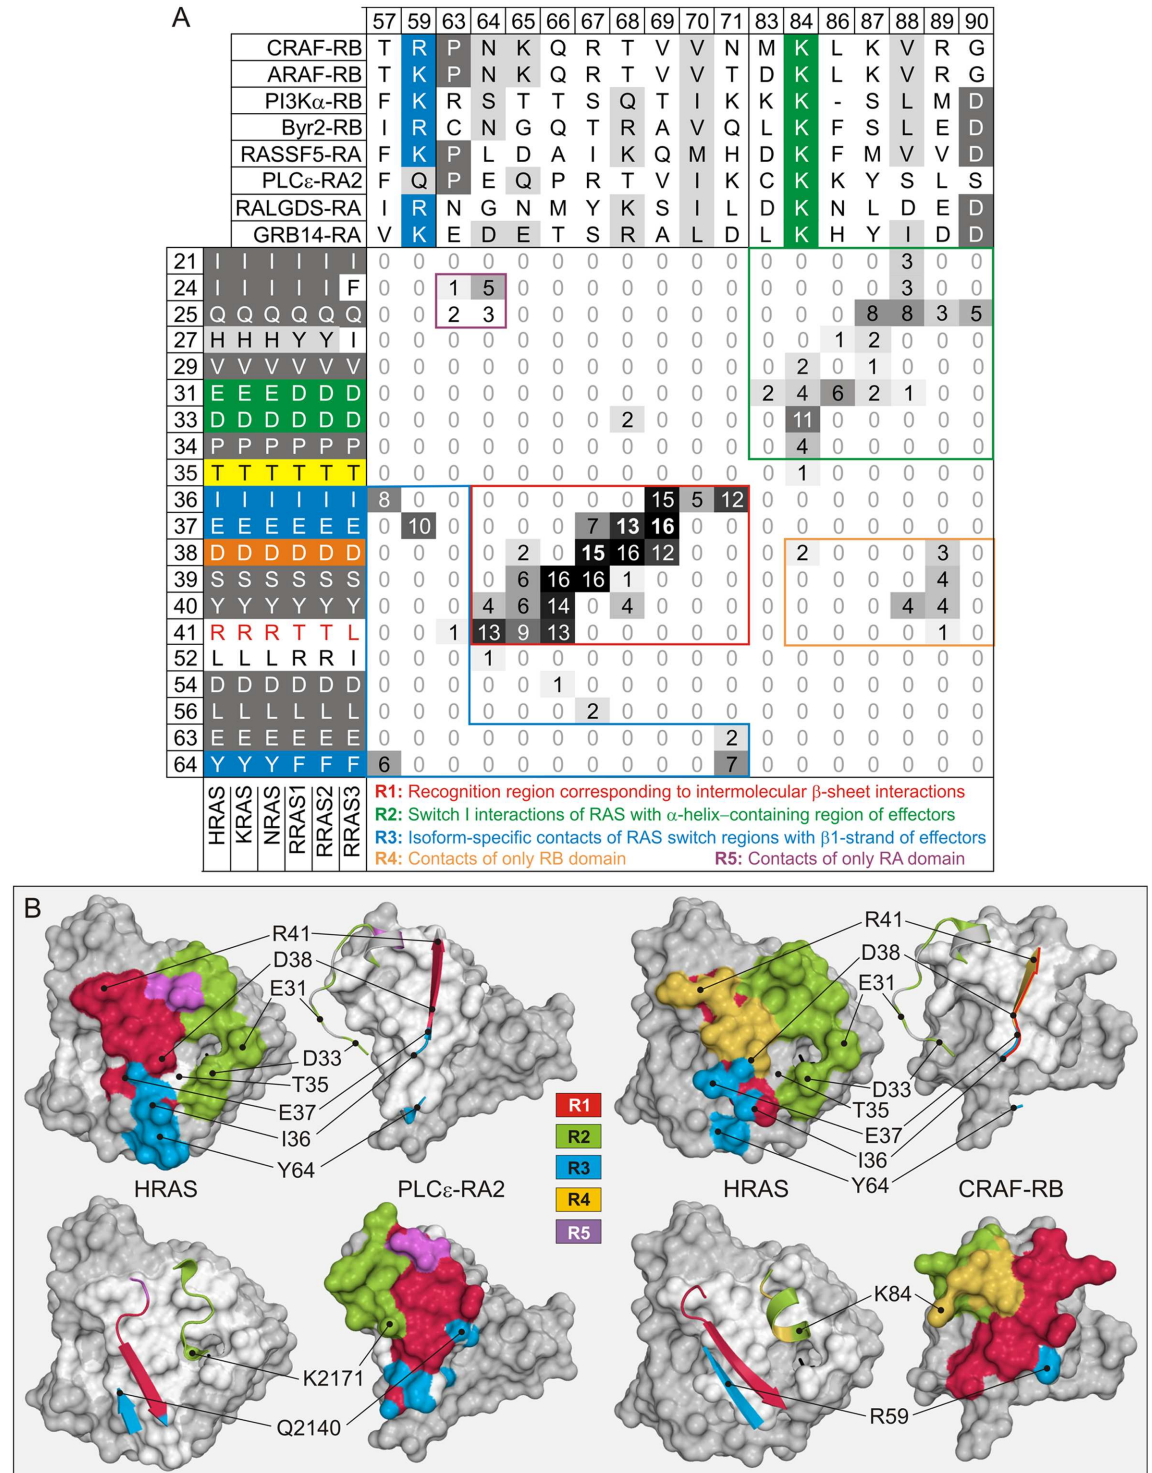 A
57 59 63 64 65 66 67 68 69 70 71 83 84 86 87 88 89 90
CRAF-RB T R P N K Q R T V V N M K L K V R G
ARAF-RB T K P N K Q R T V V T D K L K V R G
PI3Kα-RB F K R S T T S Q T I K K K - S L M D
Byr2-RB I R C N G Q T R A V Q L K F S L E D
RASSF5-RA F K P L D A I K Q M H D K F M V V D
PLCε-RA2 F Q P E Q P R T V I K C K K Y S L S
RALGDS-RA I R N G N M Y K S I L D K N L D E D
GRB14-RA V K E D E T S R A L D L K H Y I D D
21 I I I I I I 0 0 0 0 0 0 0 0 0 0 0 0 0 0 0 3 0 0
24 I I I I I F 0 0 1 5 0 0 0 0 0 0 0 0 0 0 0 3 0 0
25 Q Q Q Q Q Q 0 0 2 3 0 0 0 0 0 0 0 0 0 0 8 8 3 5
27 H H H Y Y I 0 0 0 0 0 0 0 0 0 0 0 0 0 1 2 0 0 0
29 V V V V V V 0 0 0 0 0 0 0 0 0 0 0 0 2 0 1 0 0 0
31 E E E D D D 0 0 0 0 0 0 0 0 0 0 0 2 4 6 2 1 0 0
33 D D D D D D 0 0 0 0 0 0 0 2 0 0 0 0 11 0 0 0 0 0
34 P P P P P P 0 0 0 0 0 0 0 0 0 0 0 0 4 0 0 0 0 0
35 T T T T T T 0 0 0 0 0 0 0 0 0 0 0 0 1 0 0 0 0 0
36 I I I I I I 8 0 0 0 0 0 0 0 15 5 12 0 0 0 0 0 0 0
37 E E E E E E 0 10 0 0 0 0 7 13 16 0 0 0 0 0 0 0 0 0
38 D D D D D D 0 0 0 0 2 0 15 16 12 0 0 0 2 0 0 0 3 0
39 S S S S S S 0 0 0 0 6 16 16 1 0 0 0 0 0 0 0 0 4 0
40 Y Y Y Y Y Y 0 0 0 4 6 14 0 4 0 0 0 0 0 0 0 4 4 0
41 R R R T T L 0 0 1 13 9 13 0 0 0 0 0 0 0 0 0 0 1 0
52 L L L R R I 0 0 0 1 0 0 0 0 0 0 0 0 0 0 0 0 0 0
54 D D D D D D 0 0 0 0 0 1 0 0 0 0 0 0 0 0 0 0 0 0
56 L L L L L L 0 0 0 0 0 0 2 0 0 0 0 0 0 0 0 0 0 0
63 E E E E E E 0 0 0 0 0 0 0 0 0 0 2 0 0 0 0 0 0 0
64 Y Y Y F F F 6 0 0 0 0 0 0 0 0 0 7 0 0 0 0 0 0 0
HRAS KRAS NRAS RRAS1 RRAS2 RRAS3
R1: Recognition region corresponding to intermolecular β-sheet interactions
R2: Switch I interactions of RAS with α-helix–containing region of effectors
R3: Isoform-specific contacts of RAS switch regions with β1-strand of effectors
R4: Contacts of only RB domain R5: Contacts of only RA domain
B
R41
D38
E31
D33
T35
E37
I36
Y64
HRAS
PLCε-RA2
R41
D38
E31
D33
T35
E37
I36
Y64
HRAS
CRAF-RB
R1
R2
R3
R4
R5
K2171
Q2140
K84
R59